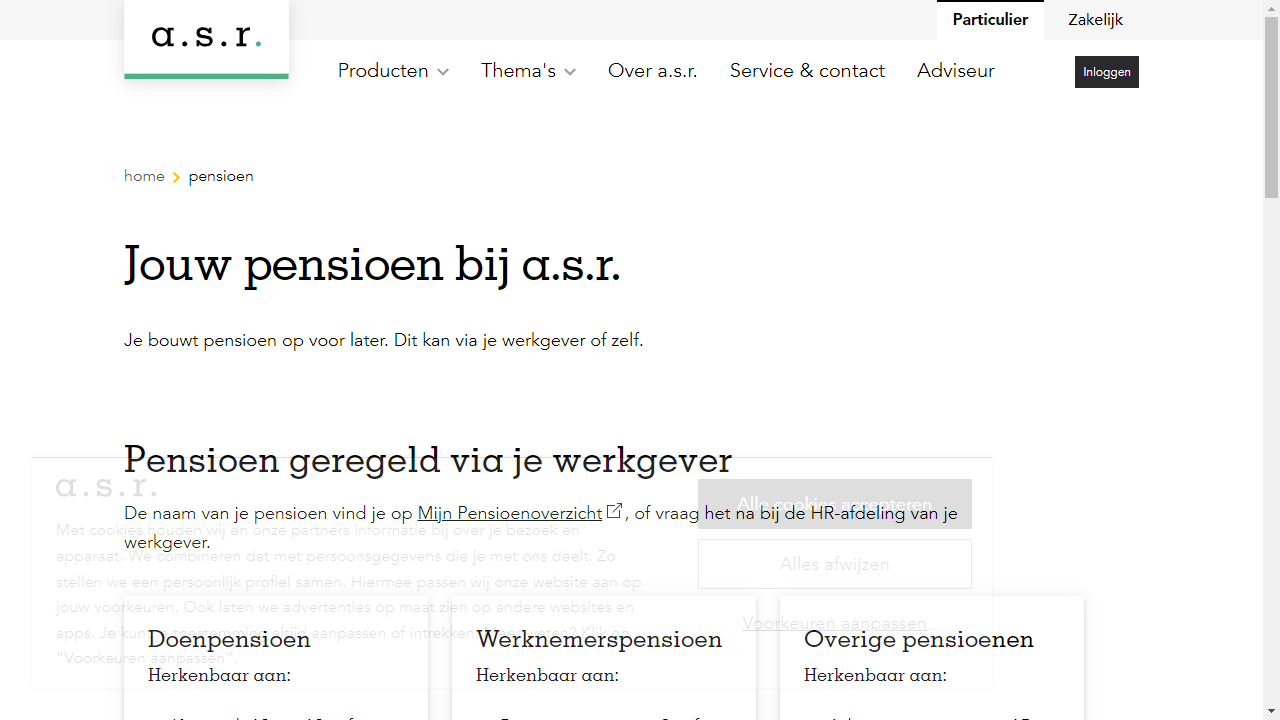 Particulier
Zakelijk
a.s.r.
Producten
Thema's
Over a.s.r.
Service & contact
Adviseur
Inloggen
home
pensioen
Jouw pensioen bij a.s.r.
Je bouwt pensioen op voor later. Dit kan via je werkgever of zelf.
Pensioen geregeld via je werkgever
De naam van je pensioen vind je op Mijn Pensioenoverzicht, of vraag het na bij de HR-afdeling van je
werkgever.
a.s.r.
Met cookies houden wij en onze partners informatie bij over je bezoek en
apparaat. We combineren dat met persoonsgegevens die je met ons deelt. Zo
stellen we een persoonlijk profiel samen. Hiermee passen wij onze website aan op
jouw voorkeuren. Ook laten we advertenties op maat zien op andere websites en
apps. Je kunt je toestemming altijd aanpassen of intrekken. Klik op
"Voorkeuren aanpassen".
Alle cookies accepteren
Alles afwijzen
Voorkeuren aanpassen
Doenpensioen
Herkenbaar aan:
Werknemerspensioen
Herkenbaar aan:
Overige pensioenen
Herkenbaar aan: